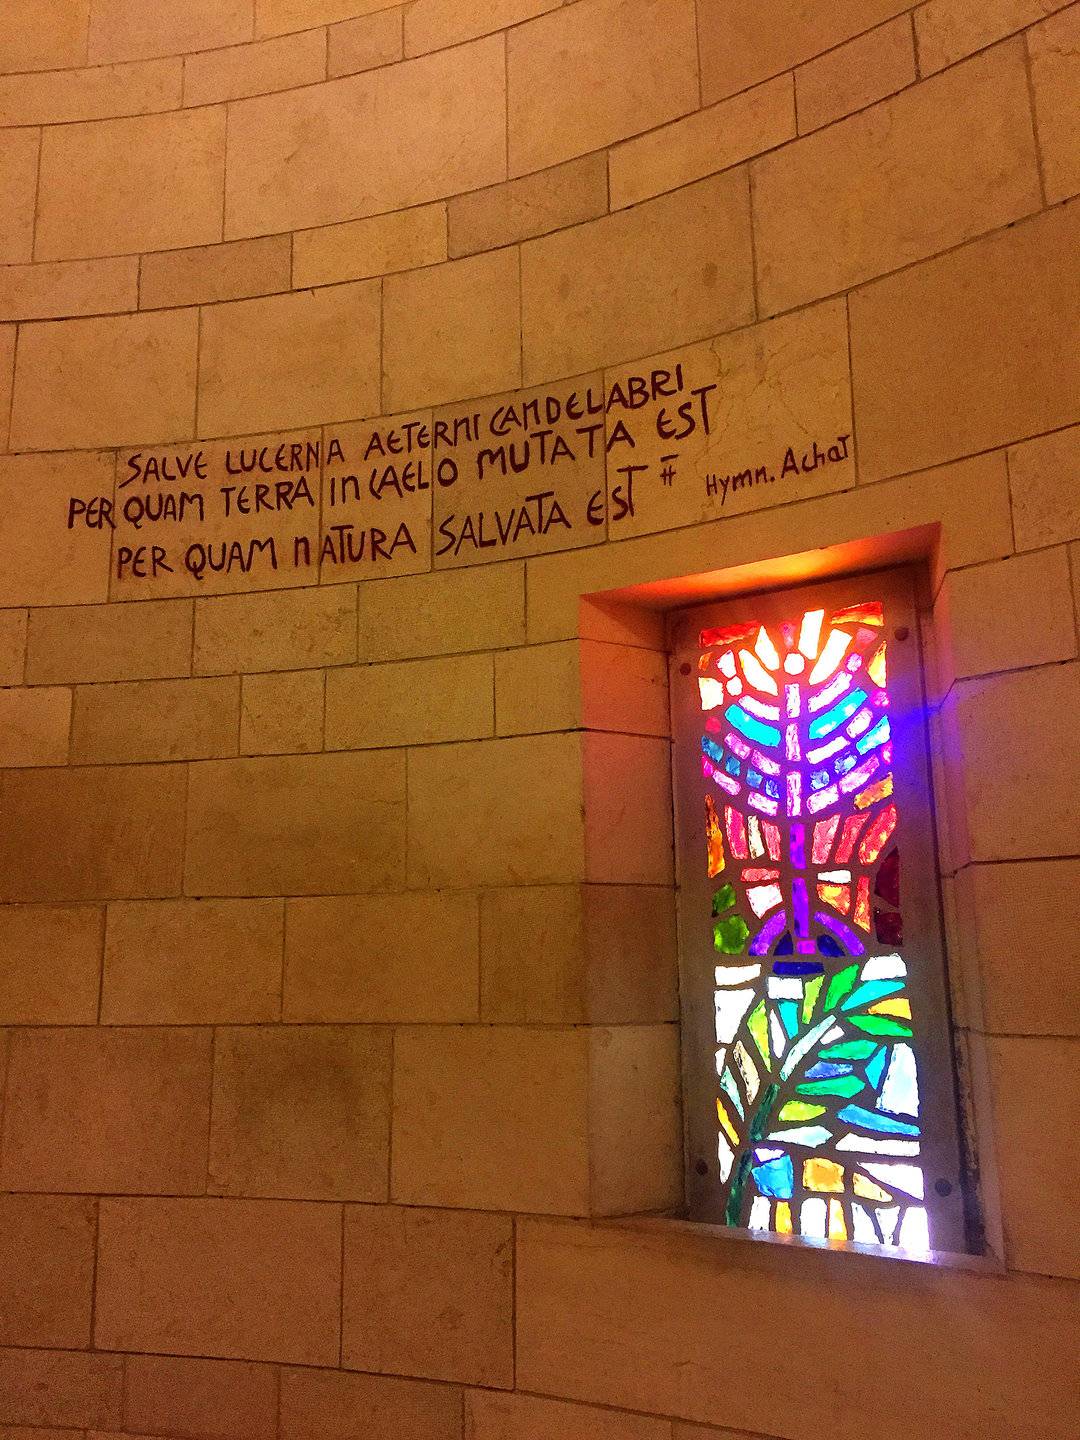 SALVE LUCERNA AETERNI CANDELABRI
PER QUAM TERRA IN CAELO MUTATA EST
PER QUAM NATURA SALVATA EST Hymn. Achat